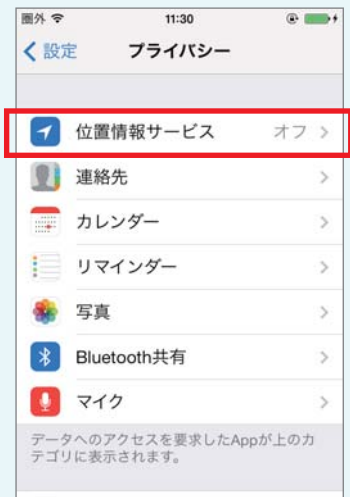 圏外 11:30
設定 プライバシー
位置情報サービス オフ
連絡先
カレンダー
リマインダー
写真
Bluetooth共有
マイク
データへのアクセスを要求したAppが上のカ
テゴリに表示されます。